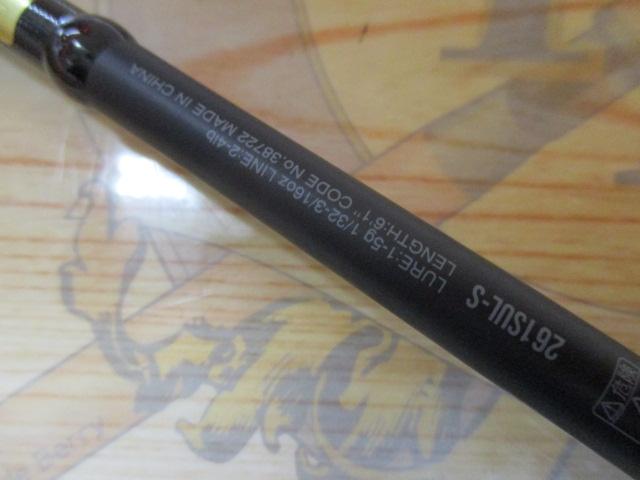 261SUL-S
LURE:1-5g 1/32-3/16oz LINE:2-4lb
LENGTH:6'1" CODE No.38722 MADE IN CHINA
Berry